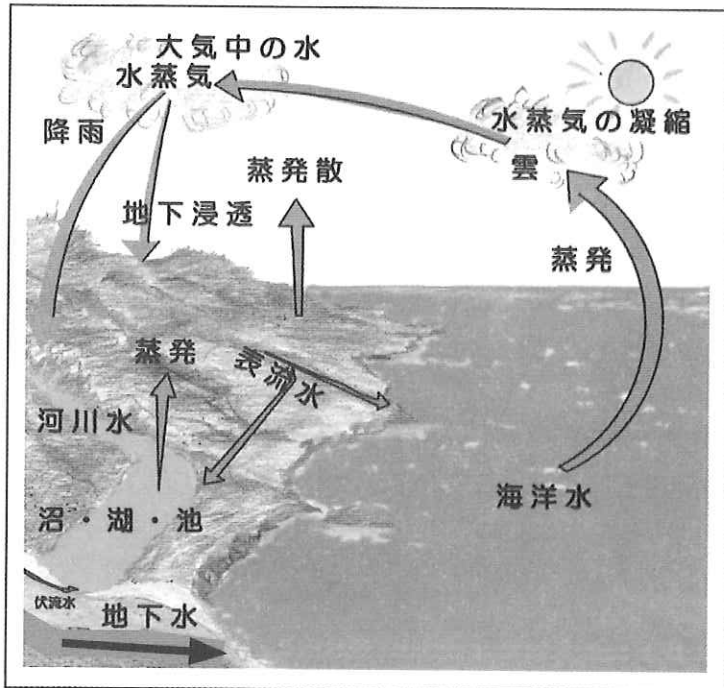 大気中の水
水蒸気
降雨
水蒸気の凝縮
雲
蒸発散
地下浸透
蒸発
蒸発
表流水
河川水
海洋水
沼・湖・池
伏流水
地下水